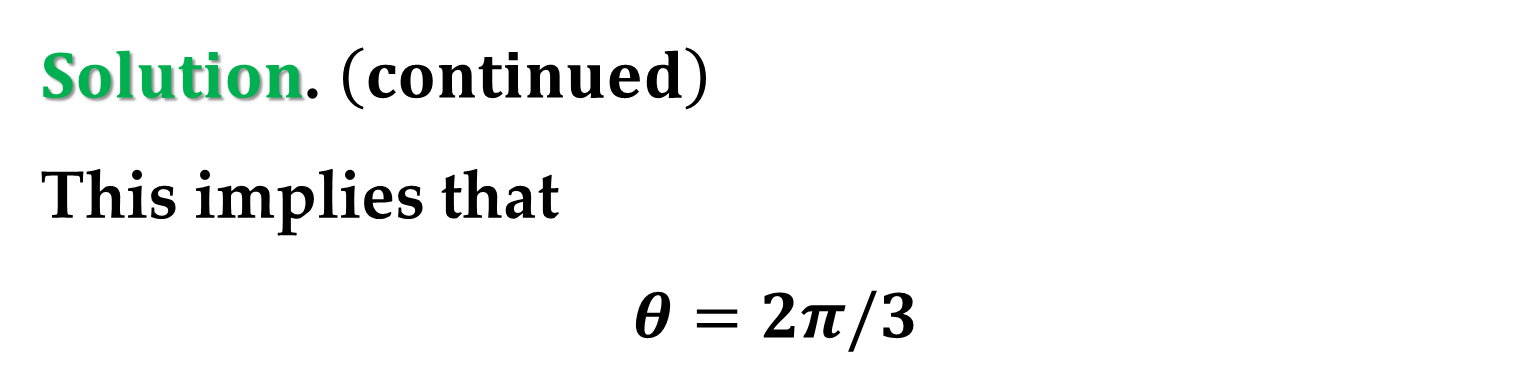 Solution. (continued)
This implies that
θ = 2π/3